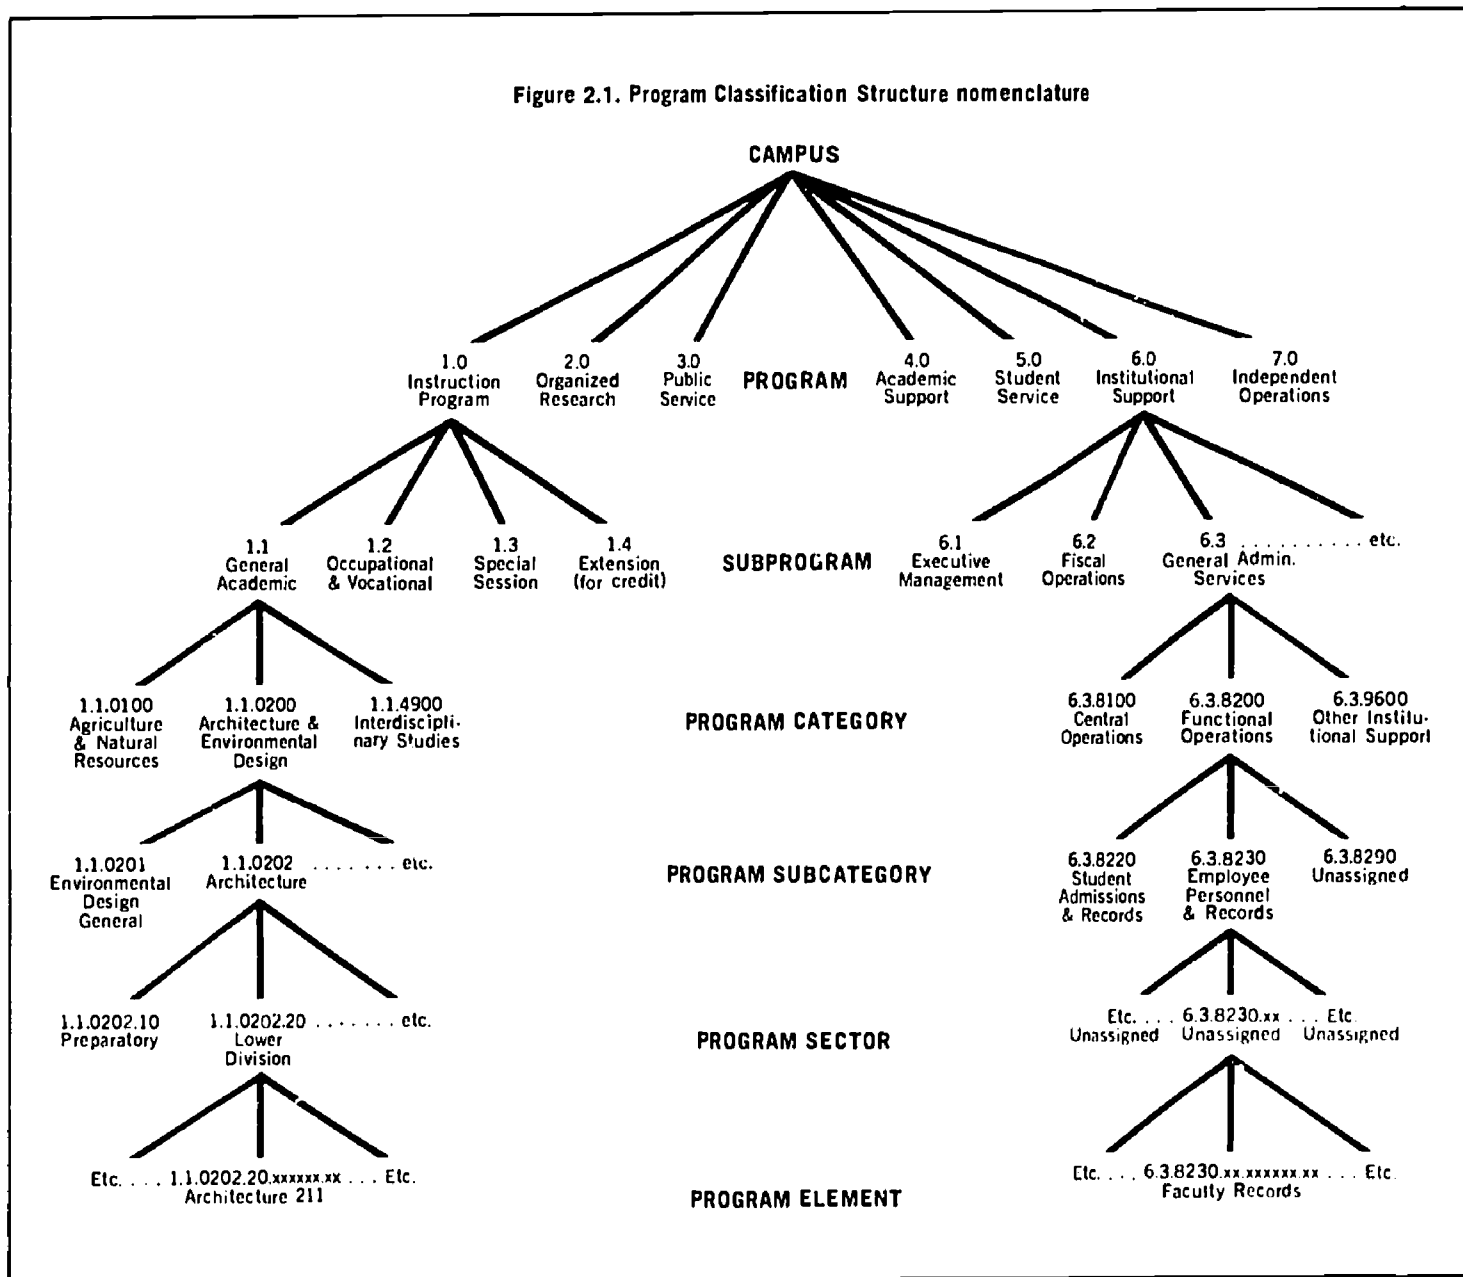 Figure 2.1. Program Classification Structure nomenclature
CAMPUS
1.0
Instruction
Program
2.0
Organized
Research
3.0
Public
Service
PROGRAM
4.0
Academic
Support
5.0
Student
Service
6.0
Institutional
Support
7.0
Independent
Operations
1.1
General
Academic
1.2
Occupational
& Vocational
1.3
Special
Session
1.4
Extension
(for credit)
SUBPROGRAM
6.1
Executive
Management
6.2
Fiscal
Operations
6.3 . . . . . . . . . . . etc.
General Admin.
Services
1.1.0100
Agriculture
& Natural
Resources
1.1.0200
Architecture &
Environmental
Design
1.1.4900
Interdiscipli-
nary Studies
PROGRAM CATEGORY
6.3.8100
Central
Operations
6.3.8200
Functional
Operations
6.3.9600
Other Institu-
tional Support
1.1.0201
Environmental
Design
General
1.1.0202 . . . . . . . . etc.
Architecture
PROGRAM SUBCATEGORY
6.3.8220
Student
Admissions
& Records
6.3.8230
Employee
Personnel
& Records
6.3.8290
Unassigned
1.1.0202.10
Preparatory
1.1.0202.20 . . . . . . . etc.
Lower
Division
PROGRAM SECTOR
Etc. . . . 6.3.8230.xx . . . Etc.
Unassigned Unassigned Unassigned
Etc. . . . 1.1.0202.20.xxxxxx.xx . . . Etc.
Architecture 211
PROGRAM ELEMENT
Etc. . . . 6.3.8230.xx.xxxxxx.xx . . . Etc.
Faculty Records